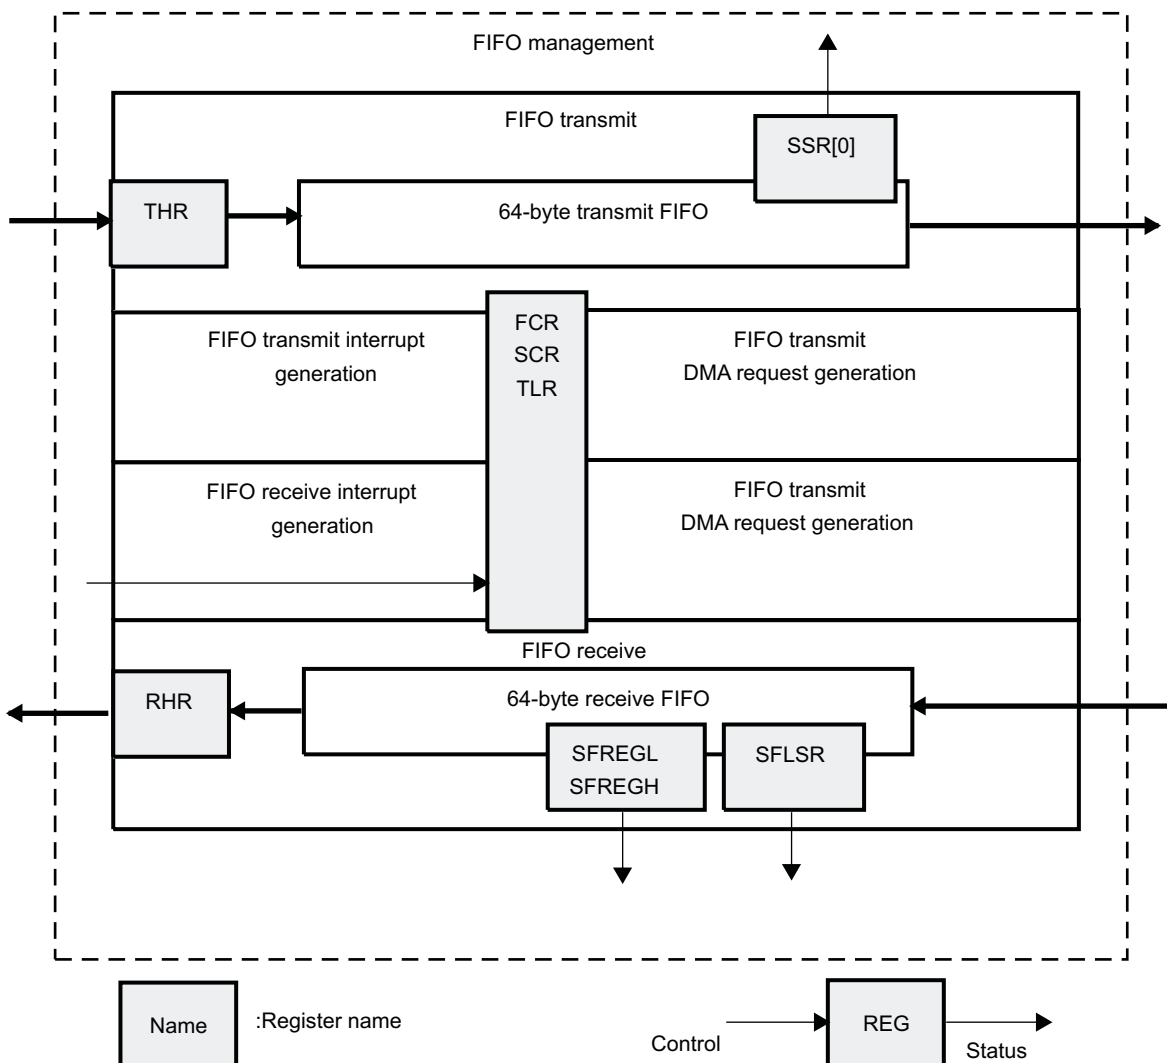 FIFO management
FIFO transmit
SSR[0]
THR
64-byte transmit FIFO
FCR
SCR
TLR
FIFO transmit interrupt
generation
FIFO transmit
DMA request generation
FIFO receive interrupt
generation
FIFO transmit
DMA request generation
FIFO receive
RHR
64-byte receive FIFO
SFREGL
SFREGH
SFLSR
Name
:Register name
Control
REG
Status